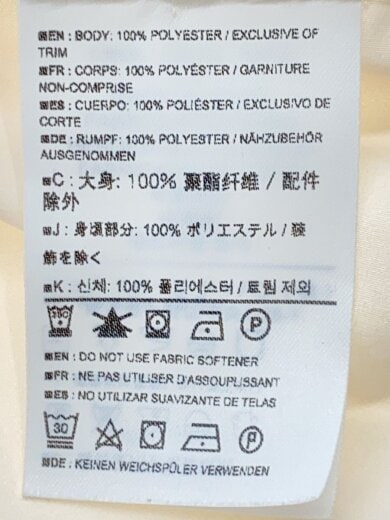 EN : BODY: 100% POLYESTER / EXCLUSIVE OF
TRIM
FR : CORPS: 100% POLYÉSTER / GARNITURE
NON-COMPRISE
ES : CUERPO: 100% POLIÉSTER / EXCLUSIVO DE
CORTE
DE : RUMPF: 100% POLYESTER / NÄHZUBEHÖR
AUSGENOMMEN
C : 大身: 100% 聚酯纤维 / 配件
除外
J : 身頃部分: 100% ポリエステル /
飾を除く
K : 신체: 100% 폴리에스터 / 트림 제외
P
EN : DO NOT USE FABRIC SOFTENER
FR : NE PAS UTILISER D'ASSOUPLISSANT
ES : NO UTILIZAR SUAVIZANTE DE TELAS
30 P
DE : KEINEN WEICHSPÜLER VERWENDEN